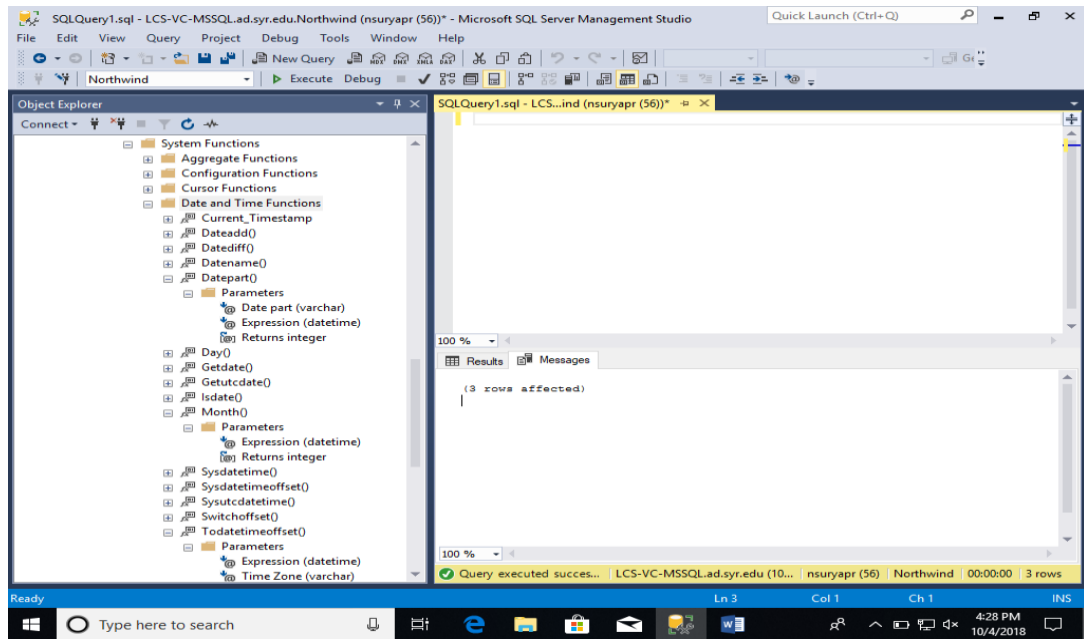 SQLQuery1.sql - LCS-VC-MSSQL.ad.syr.edu.Northwind (nsuryapr (56))* - Microsoft SQL Server Management Studio
Quick Launch (Ctrl+Q)
File Edit View Query Project Debug Tools Window Help
New Query
Northwind Execute Debug
Object Explorer
Connect
System Functions
Aggregate Functions
Configuration Functions
Cursor Functions
Date and Time Functions
Current_Timestamp
Dateadd()
Datediff()
Datename()
Datepart()
Parameters
Date part (varchar)
Expression (datetime)
Returns integer
Day()
Getdate()
Getutcdate()
Isdate()
Month()
Parameters
Expression (datetime)
Returns integer
Sysdatetime()
Sysdatetimeoffset()
Sysutcdatetime()
Switchoffset()
Todatetimeoffset()
Parameters
Expression (datetime)
Time Zone (varchar)
SQLQuery1.sql - LCS...ind (nsuryapr (56))*
100 %
Results Messages
(3 rows affected)
100 %
Query executed succes... LCS-VC-MSSQL.ad.syr.edu (10... nsuryapr (56) Northwind 00:00:00 3 rows
Ready Ln 3 Col 1 Ch 1 INS
Type here to search
4:28 PM
10/4/2018